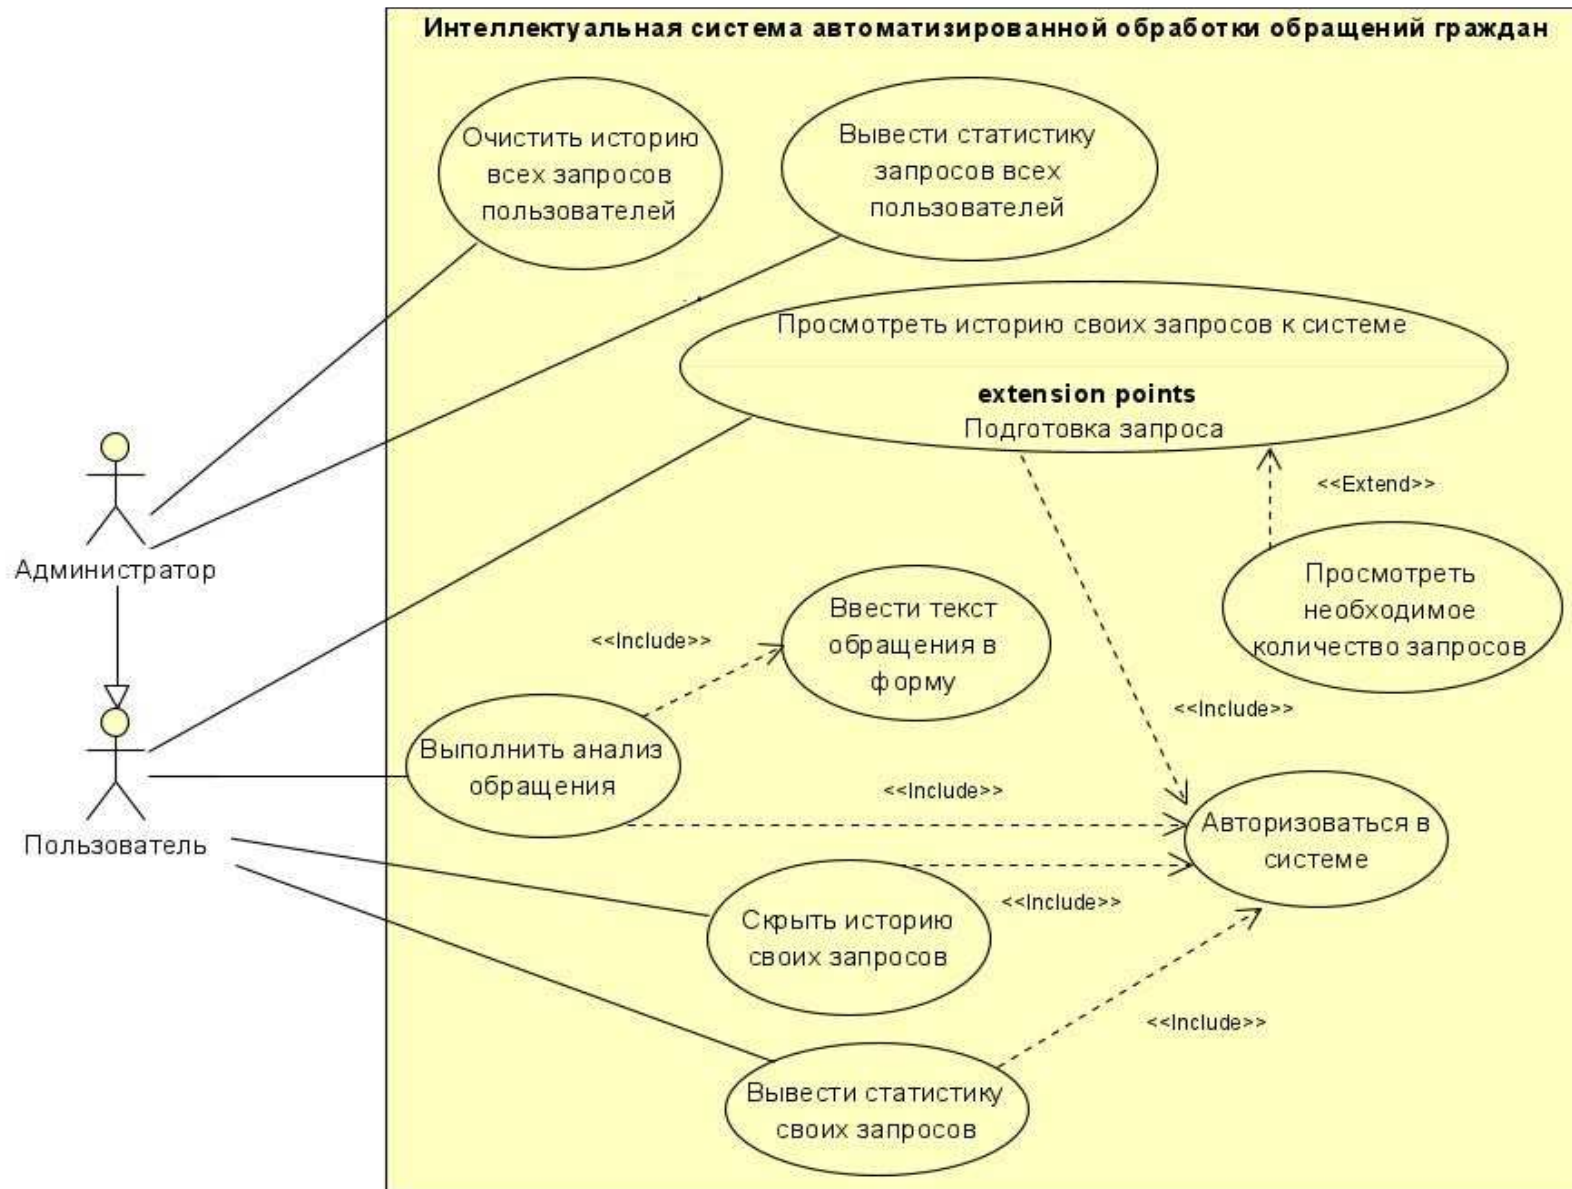 Интеллектуальная система автоматизированной обработки обращений граждан
Очистить историю
всех запросов
пользователей
Вывести статистику
запросов всех
пользователей
Просмотреть историю своих запросов к системе
extension points
Подготовка запроса
<<Extend>>
Администратор
Просмотреть
необходимое
количество запросов
Ввести текст
обращения в
форму
<<Include>>
<<Include>>
Выполнить анализ
обращения
<<Include>>
Пользователь
Авторизоваться в
системе
<<Include>>
Скрыть историю
своих запросов
<<Include>>
Вывести статистику
своих запросов